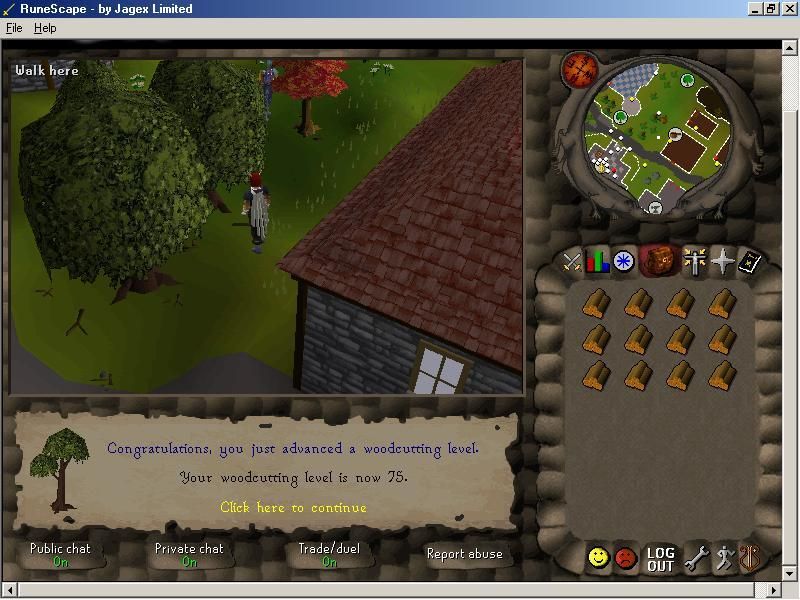 RuneScape - by Jagex Limited
File Help
Walk here
Congratulations, you just advanced a woodcutting level.
Your woodcutting level is now 75.
Click here to continue
Public chat
On
Private chat
On
Trade/duel
On
Report abuse
LOG
OUT